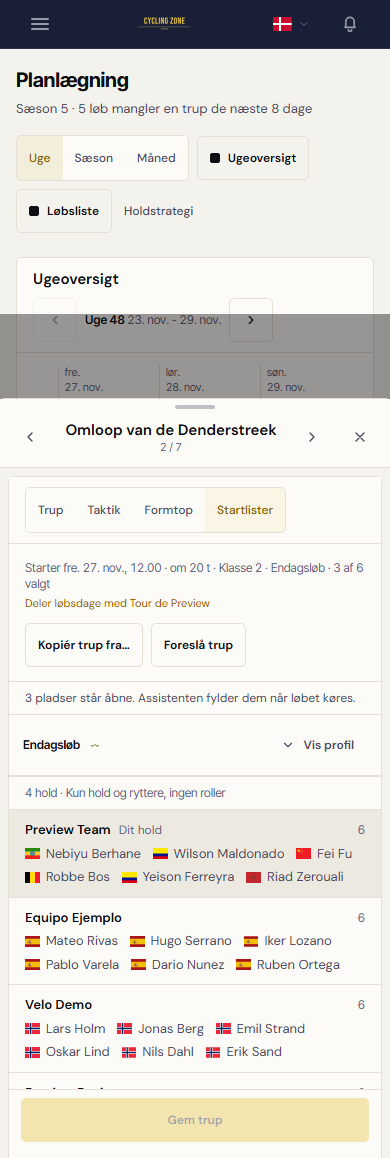 CYCLING ZONE
Planlægning
Sæson 5 · 5 løb mangler en trup de næste 8 dage
Uge Sæson Måned Ugeoversigt
Løbsliste Holdstrategi
Ugeoversigt
Uge 48 23. nov. - 29. nov.
fre. lør. søn.
27. nov. 28. nov. 29. nov.
Omloop van de Denderstreek
2 / 7
Trup Taktik Formtop Startlister
Starter fre. 27. nov., 12.00 · om 20 t · Klasse 2 · Endagsløb · 3 af 6
valgt
Deler løbsdage med Tour de Preview
Kopiér trup fra... Foreslå trup
3 pladser står åbne. Assistenten fylder dem når løbet køres.
Endagsløb Vis profil
4 hold · Kun hold og ryttere, ingen roller
Preview Team Dit hold 6
Nebiyu Berhane Wilson Maldonado Fei Fu
Robbe Bos Yeison Ferreyra Riad Zerouali
Equipo Ejemplo 6
Mateo Rivas Hugo Serrano Iker Lozano
Pablo Varela Dario Nunez Ruben Ortega
Velo Demo 6
Lars Holm Jonas Berg Emil Strand
Oskar Lind Nils Dahl Erik Sand
Gem trup